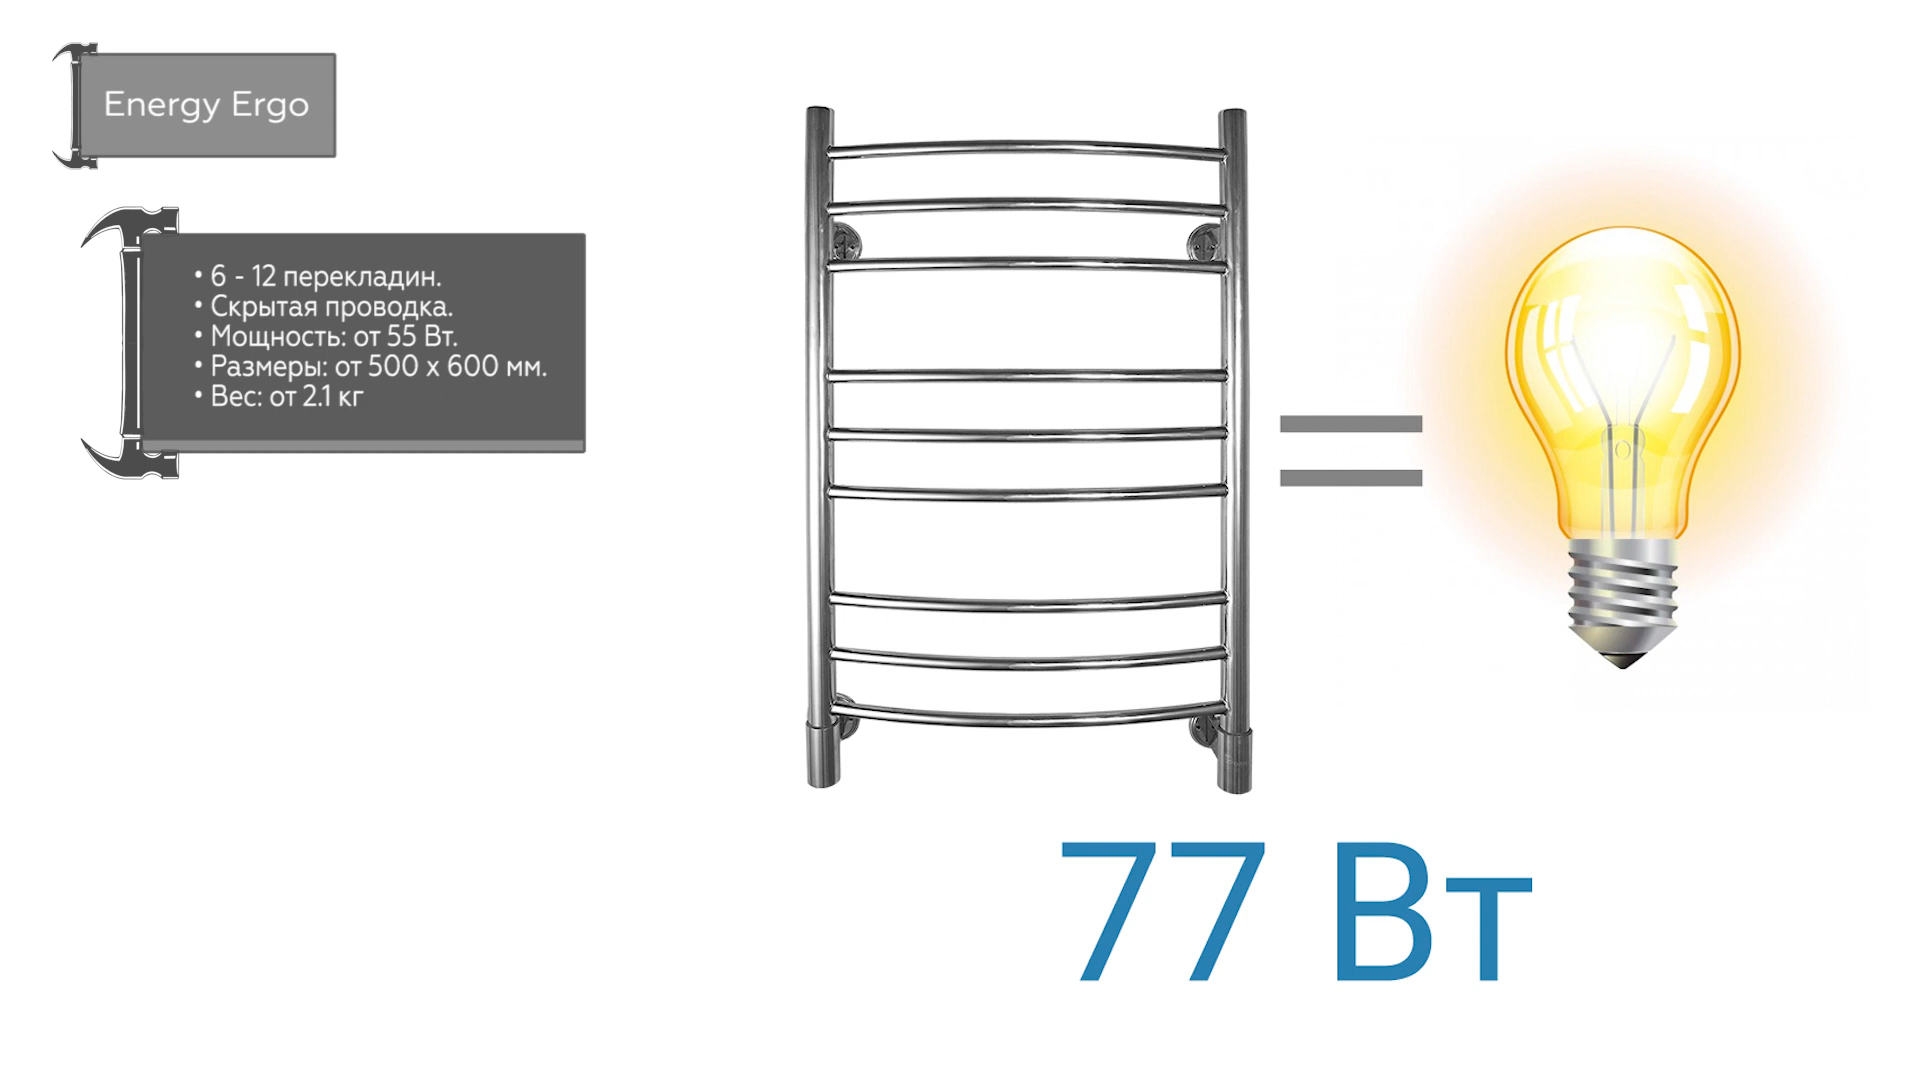 Energy Ergo
• 6 - 12 перекладин.
• Скрытая проводка.
• Мощность: от 55 Вт.
• Размеры: от 500 х 600 мм.
• Вес: от 2.1 кг
77 Вт